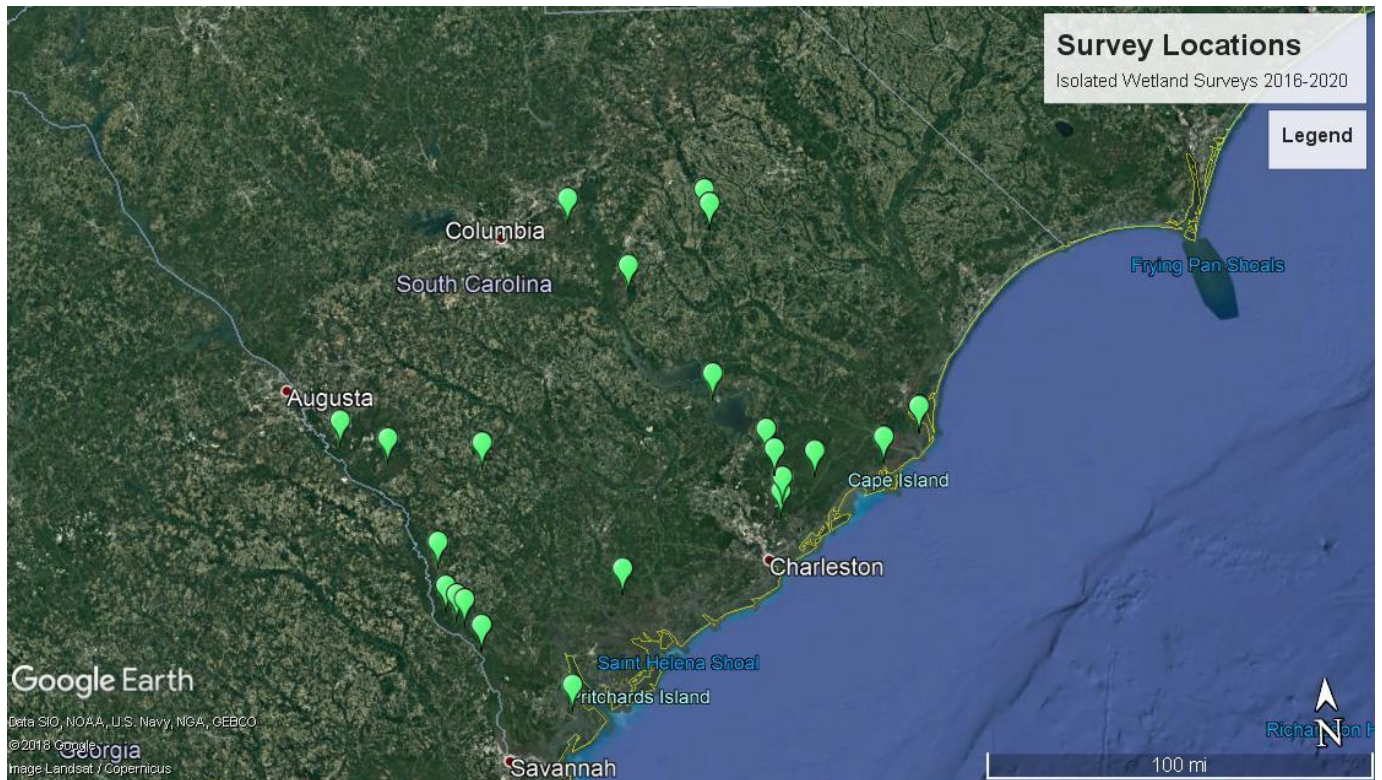 Survey Locations
Isolated Wetland Surveys 2016-2020
Legend
Columbia
South Carolina
Frying Pan Shoals
Augusta
Cape Island
Charleston
Saint Helena Shoal
Pritchards Island
Google Earth
Data SIO, NOAA, U.S. Navy, NGA, GEBCO
© 2018 Google
Georgia
Image Landsat / Copernicus
Savannah
N
100 mi